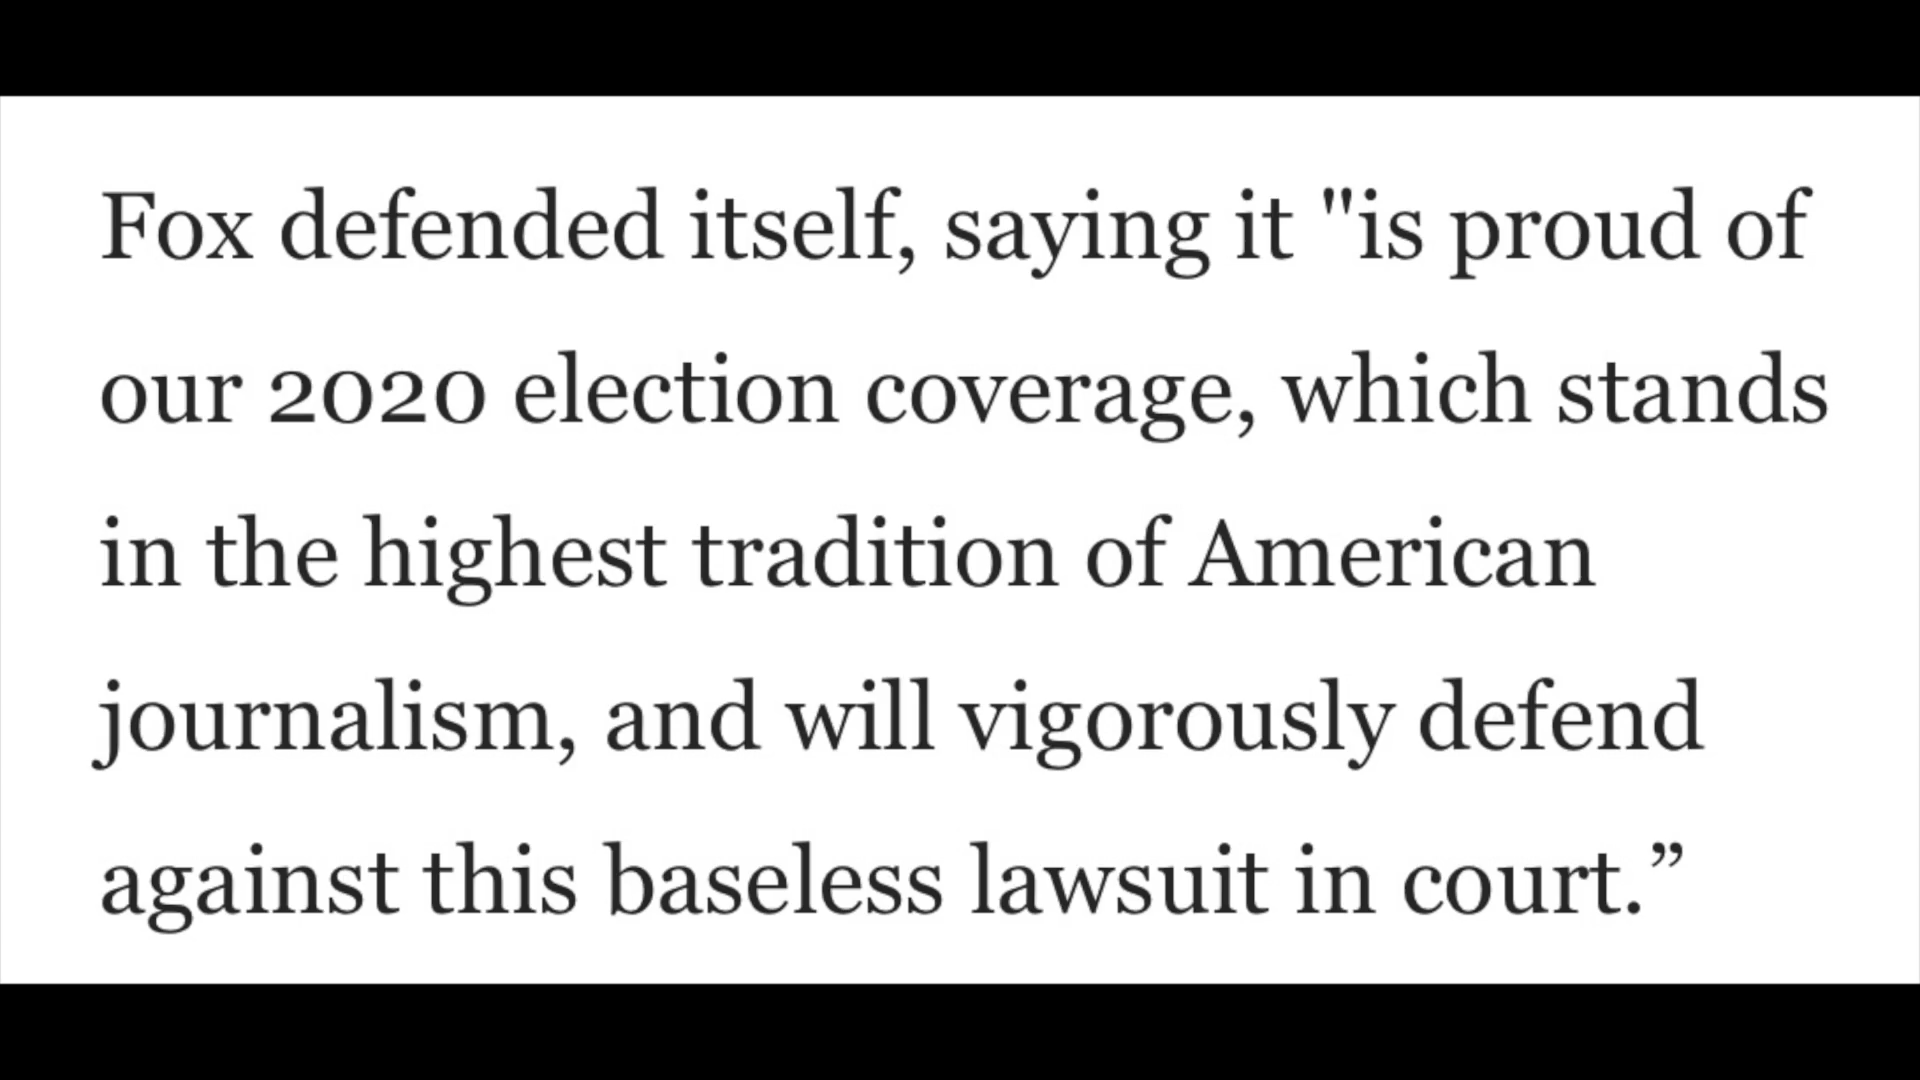 Fox defended itself, saying it "is proud of
our 2020 election coverage, which stands
in the highest tradition of American
journalism, and will vigorously defend
against this baseless lawsuit in court.”